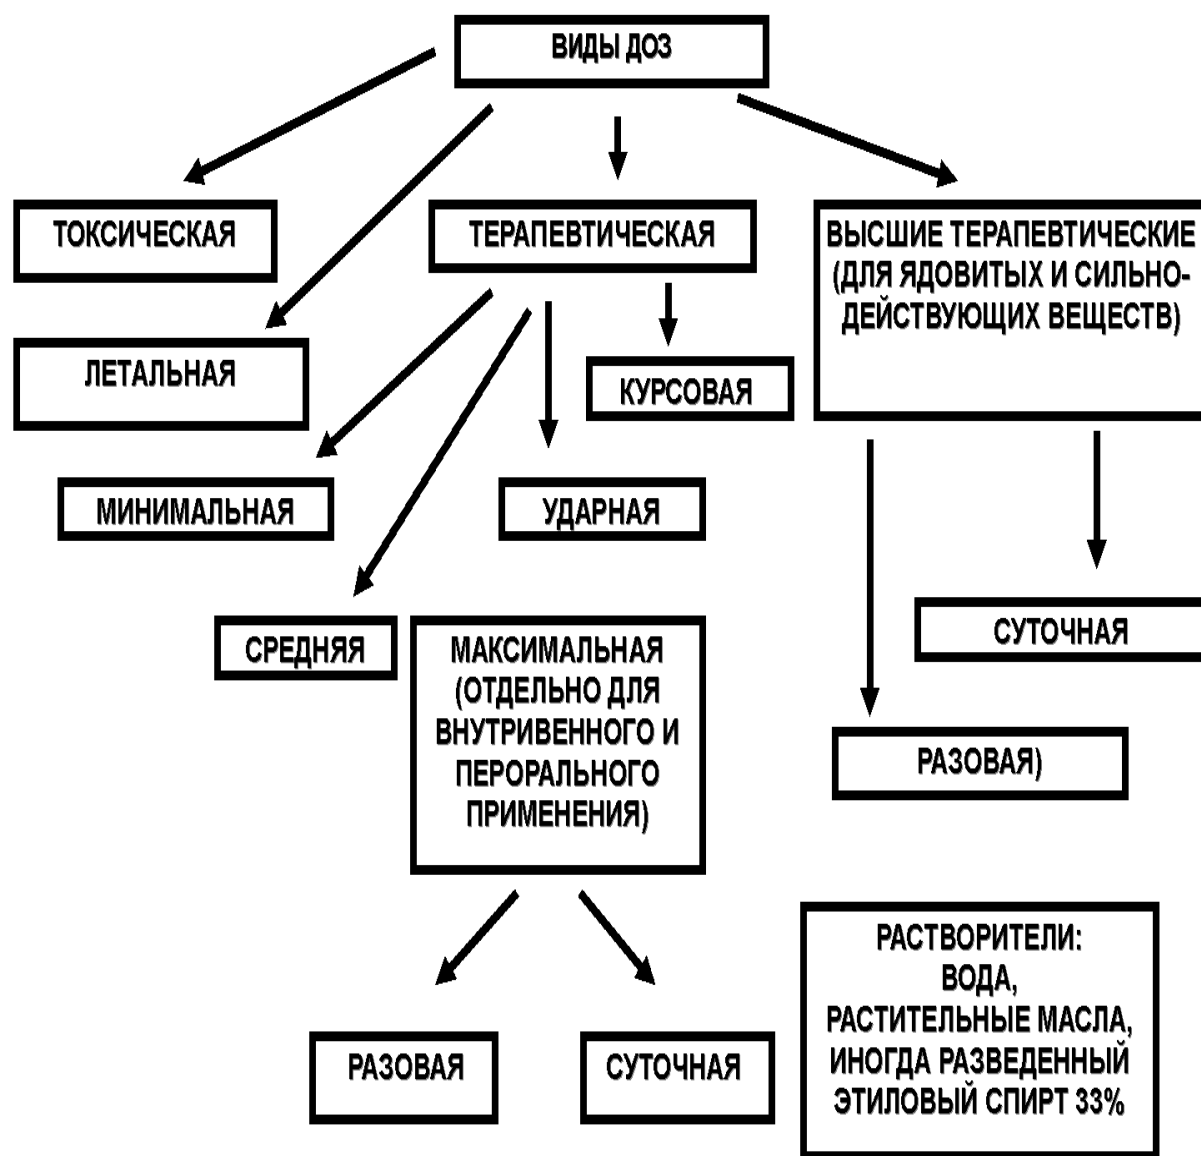 ВИДЫ ДОЗ
ТОКСИЧЕСКАЯ
ТЕРАПЕВТИЧЕСКАЯ
ВЫСШИЕ ТЕРАПЕВТИЧЕСКИЕ
(ДЛЯ ЯДОВИТЫХ И СИЛЬНО-
ДЕЙСТВУЮЩИХ ВЕЩЕСТВ)
ЛЕТАЛЬНАЯ
КУРСОВАЯ
МИНИМАЛЬНАЯ
УДАРНАЯ
СРЕДНЯЯ
МАКСИМАЛЬНАЯ
(ОТДЕЛЬНО ДЛЯ
ВНУТРИВЕННОГО И
ПЕРОРАЛЬНОГО
ПРИМЕНЕНИЯ)
СУТОЧНАЯ
РАЗОВАЯ)
РАЗОВАЯ
СУТОЧНАЯ
РАСТВОРИТЕЛИ:
ВОДА,
РАСТИТЕЛЬНЫЕ МАСЛА,
ИНОГДА РАЗВЕДЕННЫЙ
ЭТИЛОВЫЙ СПИРТ 33%